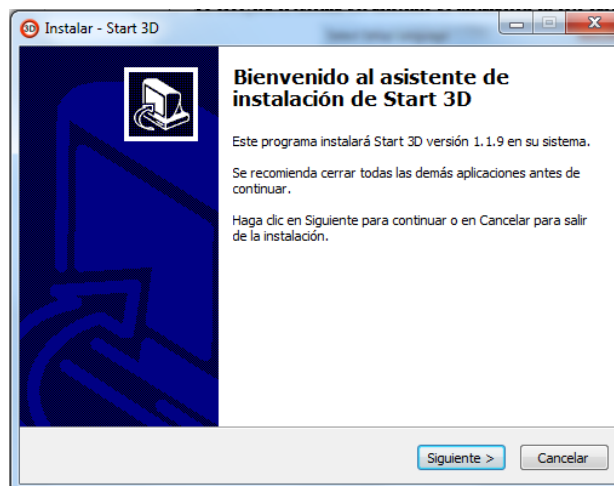 3D Instalar - Start 3D
Bienvenido al asistente de
instalación de Start 3D
Este programa instalará Start 3D versión 1.1.9 en su sistema.
Se recomienda cerrar todas las demás aplicaciones antes de
continuar.
Haga clic en Siguiente para continuar o en Cancelar para salir
de la instalación.
Siguiente >
Cancelar